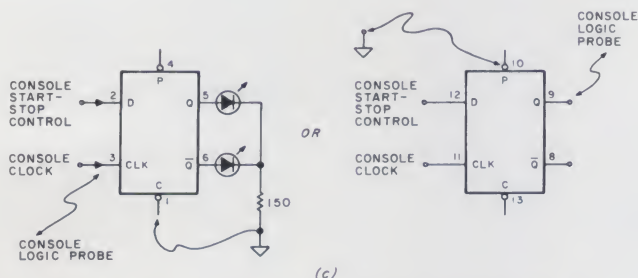 4
P
CONSOLE
START-
STOP
CONTROL
2
D
Q
5
CONSOLE
CLOCK
3
CLK
Q̅
6
C
1
150
CONSOLE
LOGIC PROBE
OR
10
P
CONSOLE
LOGIC
PROBE
CONSOLE
START-
STOP
CONTROL
12
D
Q
9
CONSOLE
CLOCK
11
CLK
Q̅
8
C
13
(c)